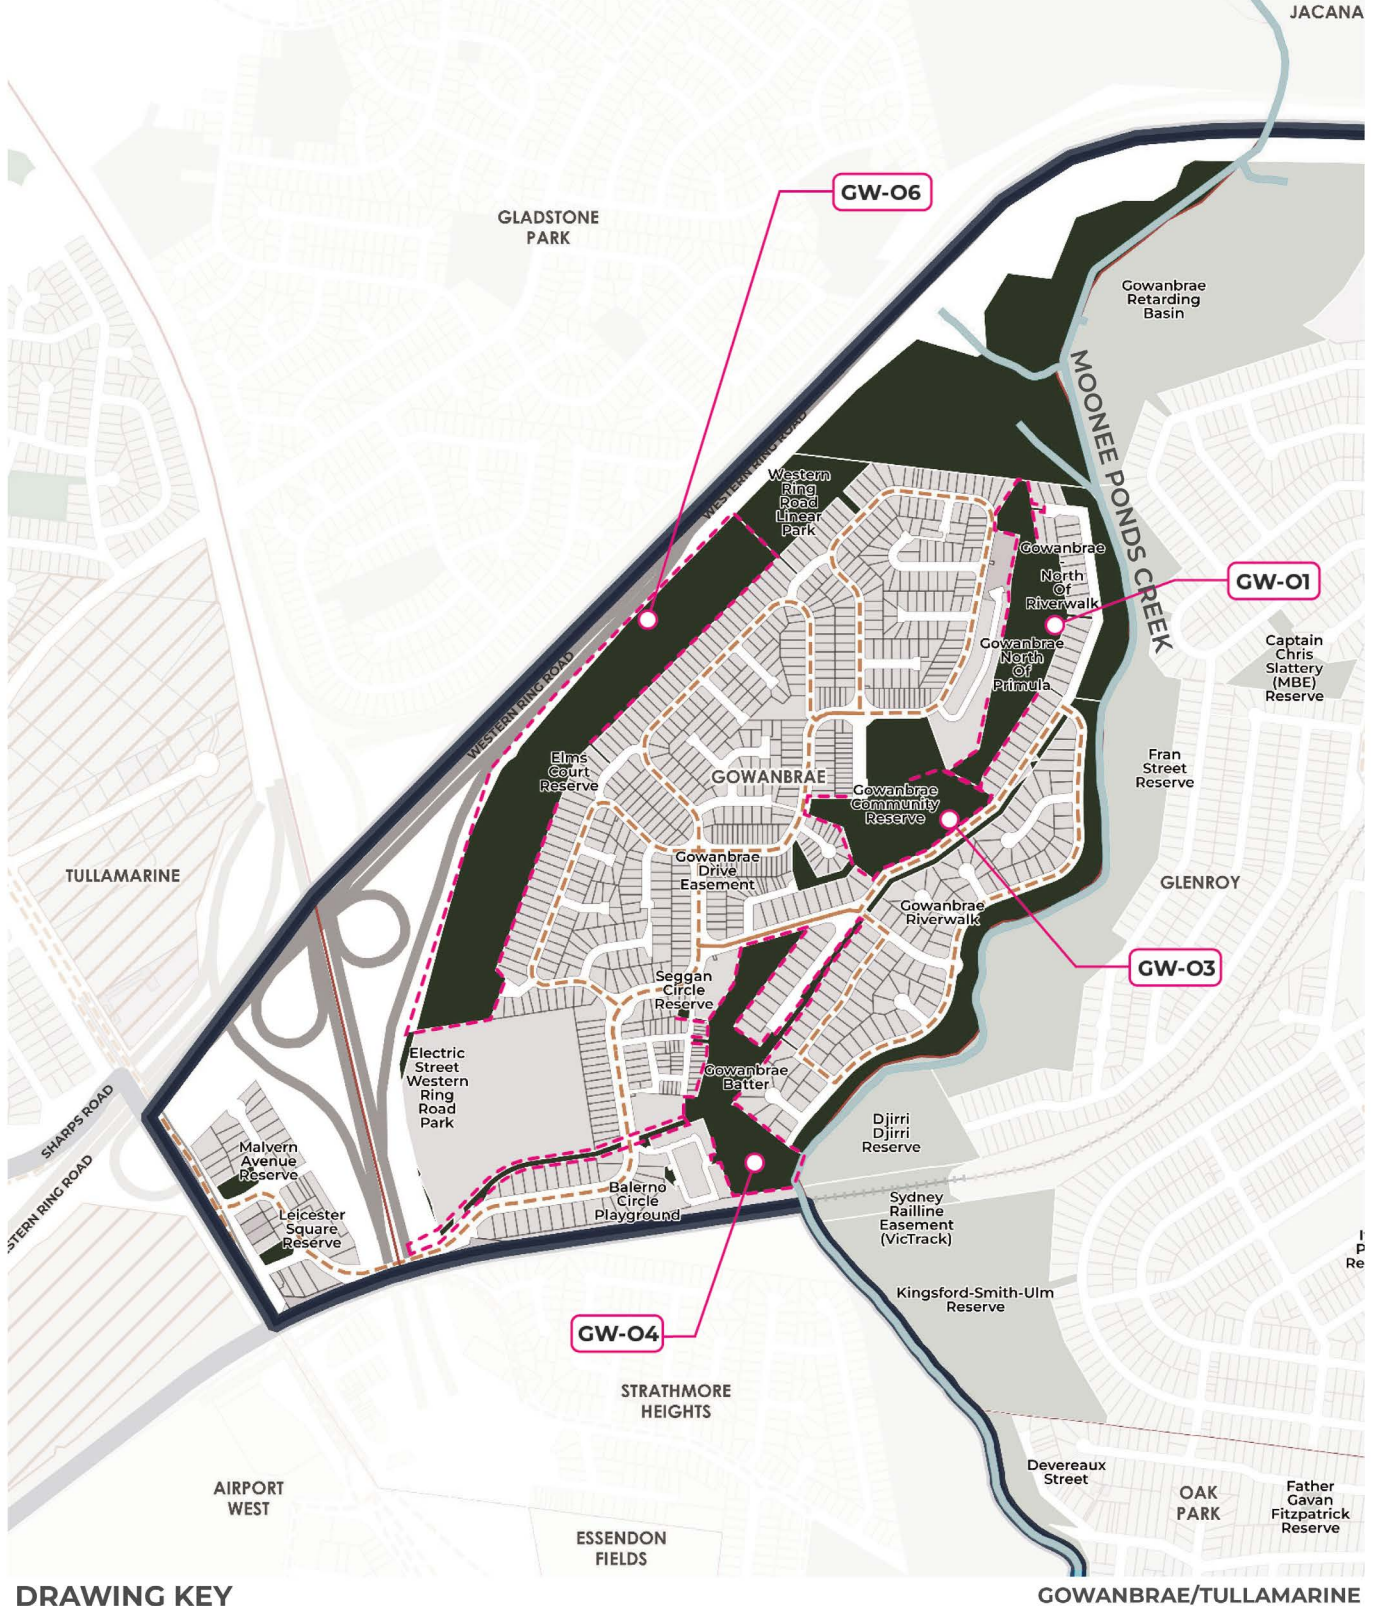 JACANA
GW-06
GLADSTONE
PARK
Gowanbrae
Retarding
Basin
MOONEE PONDS CREEK
WESTERN RING ROAD
Western
Ring
Road
Linear
Park
Gowanbrae
-
North
Of
Riverwalk
GW-01
Gowanbrae
North
Of
Primula
Captain
Chris
Slattery
(MBE)
Reserve
WESTERN RING ROAD
Elms
Court
Reserve
GOWANBRAE
Gowanbrae
Community
Reserve
Fran
Street
Reserve
TULLAMARINE
Gowanbrae
Drive
Easement
GLENROY
Gowanbrae
Riverwalk
GW-03
Seggan
Circle
Reserve
Electric
Street
Western
Ring
Road
Park
Gowanbrae
Batter
SHARPS ROAD
Djirri
Djirri
Reserve
Malvern
Avenue
Reserve
STERN RING ROAD
Balerno
Circle
Playground
Sydney
Railline
Easement
(VicTrack)
Leicester
Square
Reserve
P
Re
Kingsford-Smith-Ulm
Reserve
GW-04
STRATHMORE
HEIGHTS
Devereaux
Street
AIRPORT
WEST
OAK
PARK
Father
Gavan
Fitzpatrick
Reserve
ESSENDON
FIELDS
DRAWING KEY
GOWANBRAE/TULLAMARINE